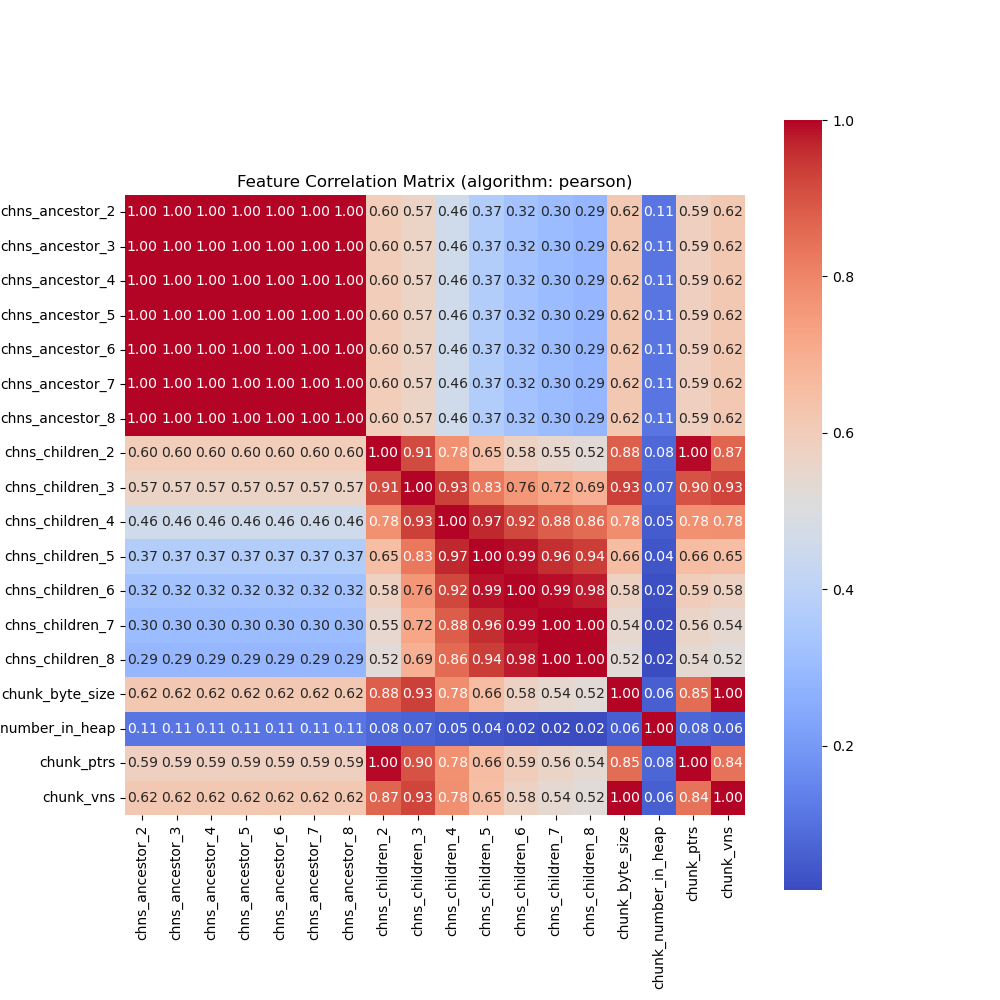 1.0
Feature Correlation Matrix (algorithm: pearson)
chns_ancestor_2 1.00 1.00 1.00 1.00 1.00 1.00 1.00 0.60 0.57 0.46 0.37 0.32 0.30 0.29 0.62 0.11 0.59 0.62
chns_ancestor_3 1.00 1.00 1.00 1.00 1.00 1.00 1.00 0.60 0.57 0.46 0.37 0.32 0.30 0.29 0.62 0.11 0.59 0.62
0.8
chns_ancestor_4 1.00 1.00 1.00 1.00 1.00 1.00 1.00 0.60 0.57 0.46 0.37 0.32 0.30 0.29 0.62 0.11 0.59 0.62
chns_ancestor_5 1.00 1.00 1.00 1.00 1.00 1.00 1.00 0.60 0.57 0.46 0.37 0.32 0.30 0.29 0.62 0.11 0.59 0.62
chns_ancestor_6 1.00 1.00 1.00 1.00 1.00 1.00 1.00 0.60 0.57 0.46 0.37 0.32 0.30 0.29 0.62 0.11 0.59 0.62
chns_ancestor_7 1.00 1.00 1.00 1.00 1.00 1.00 1.00 0.60 0.57 0.46 0.37 0.32 0.30 0.29 0.62 0.11 0.59 0.62
chns_ancestor_8 1.00 1.00 1.00 1.00 1.00 1.00 1.00 0.60 0.57 0.46 0.37 0.32 0.30 0.29 0.62 0.11 0.59 0.62
0.6
chns_children_2 0.60 0.60 0.60 0.60 0.60 0.60 0.60 1.00 0.91 0.78 0.65 0.58 0.55 0.52 0.88 0.08 1.00 0.87
chns_children_3 0.57 0.57 0.57 0.57 0.57 0.57 0.57 0.91 1.00 0.93 0.83 0.76 0.72 0.69 0.93 0.07 0.90 0.93
chns_children_4 0.46 0.46 0.46 0.46 0.46 0.46 0.46 0.78 0.93 1.00 0.97 0.92 0.88 0.86 0.78 0.05 0.78 0.78
chns_children_5 0.37 0.37 0.37 0.37 0.37 0.37 0.37 0.65 0.83 0.97 1.00 0.99 0.96 0.94 0.66 0.04 0.66 0.65
chns_children_6 0.32 0.32 0.32 0.32 0.32 0.32 0.32 0.58 0.76 0.92 0.99 1.00 0.99 0.98 0.58 0.02 0.59 0.58
0.4
chns_children_7 0.30 0.30 0.30 0.30 0.30 0.30 0.30 0.55 0.72 0.88 0.96 0.99 1.00 1.00 0.54 0.02 0.56 0.54
chns_children_8 0.29 0.29 0.29 0.29 0.29 0.29 0.29 0.52 0.69 0.86 0.94 0.98 1.00 1.00 0.52 0.02 0.54 0.52
chunk_byte_size 0.62 0.62 0.62 0.62 0.62 0.62 0.62 0.88 0.93 0.78 0.66 0.58 0.54 0.52 1.00 0.06 0.85 1.00
number_in_heap 0.11 0.11 0.11 0.11 0.11 0.11 0.11 0.08 0.07 0.05 0.04 0.02 0.02 0.02 0.06 1.00 0.08 0.06
0.2
chunk_ptrs 0.59 0.59 0.59 0.59 0.59 0.59 0.59 1.00 0.90 0.78 0.66 0.59 0.56 0.54 0.85 0.08 1.00 0.84
chunk_vns 0.62 0.62 0.62 0.62 0.62 0.62 0.62 0.87 0.93 0.78 0.65 0.58 0.54 0.52 1.00 0.06 0.84 1.00
chns_ancestor_2
chns_ancestor_3
chns_ancestor_4
chns_ancestor_5
chns_ancestor_6
chns_ancestor_7
chns_ancestor_8
chns_children_2
chns_children_3
chns_children_4
chns_children_5
chns_children_6
chns_children_7
chns_children_8
chunk_byte_size
chunk_number_in_heap
chunk_ptrs
chunk_vns